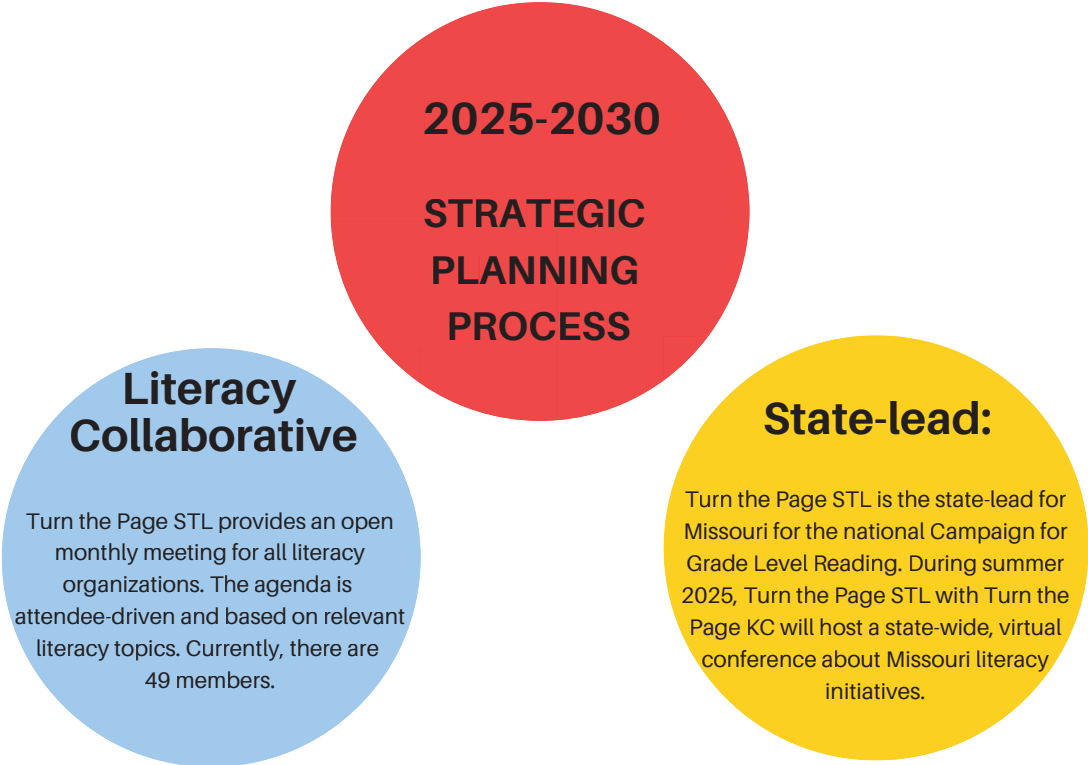 2025-2030
STRATEGIC
PLANNING
PROCESS
Literacy
Collaborative
Turn the Page STL provides an open
monthly meeting for all literacy
organizations. The agenda is
attendee-driven and based on relevant
literacy topics. Currently, there are
49 members.
State-lead:
Turn the Page STL is the state-lead for
Missouri for the national Campaign for
Grade Level Reading. During summer
2025, Turn the Page STL with Turn the
Page KC will host a state-wide, virtual
conference about Missouri literacy
initiatives.